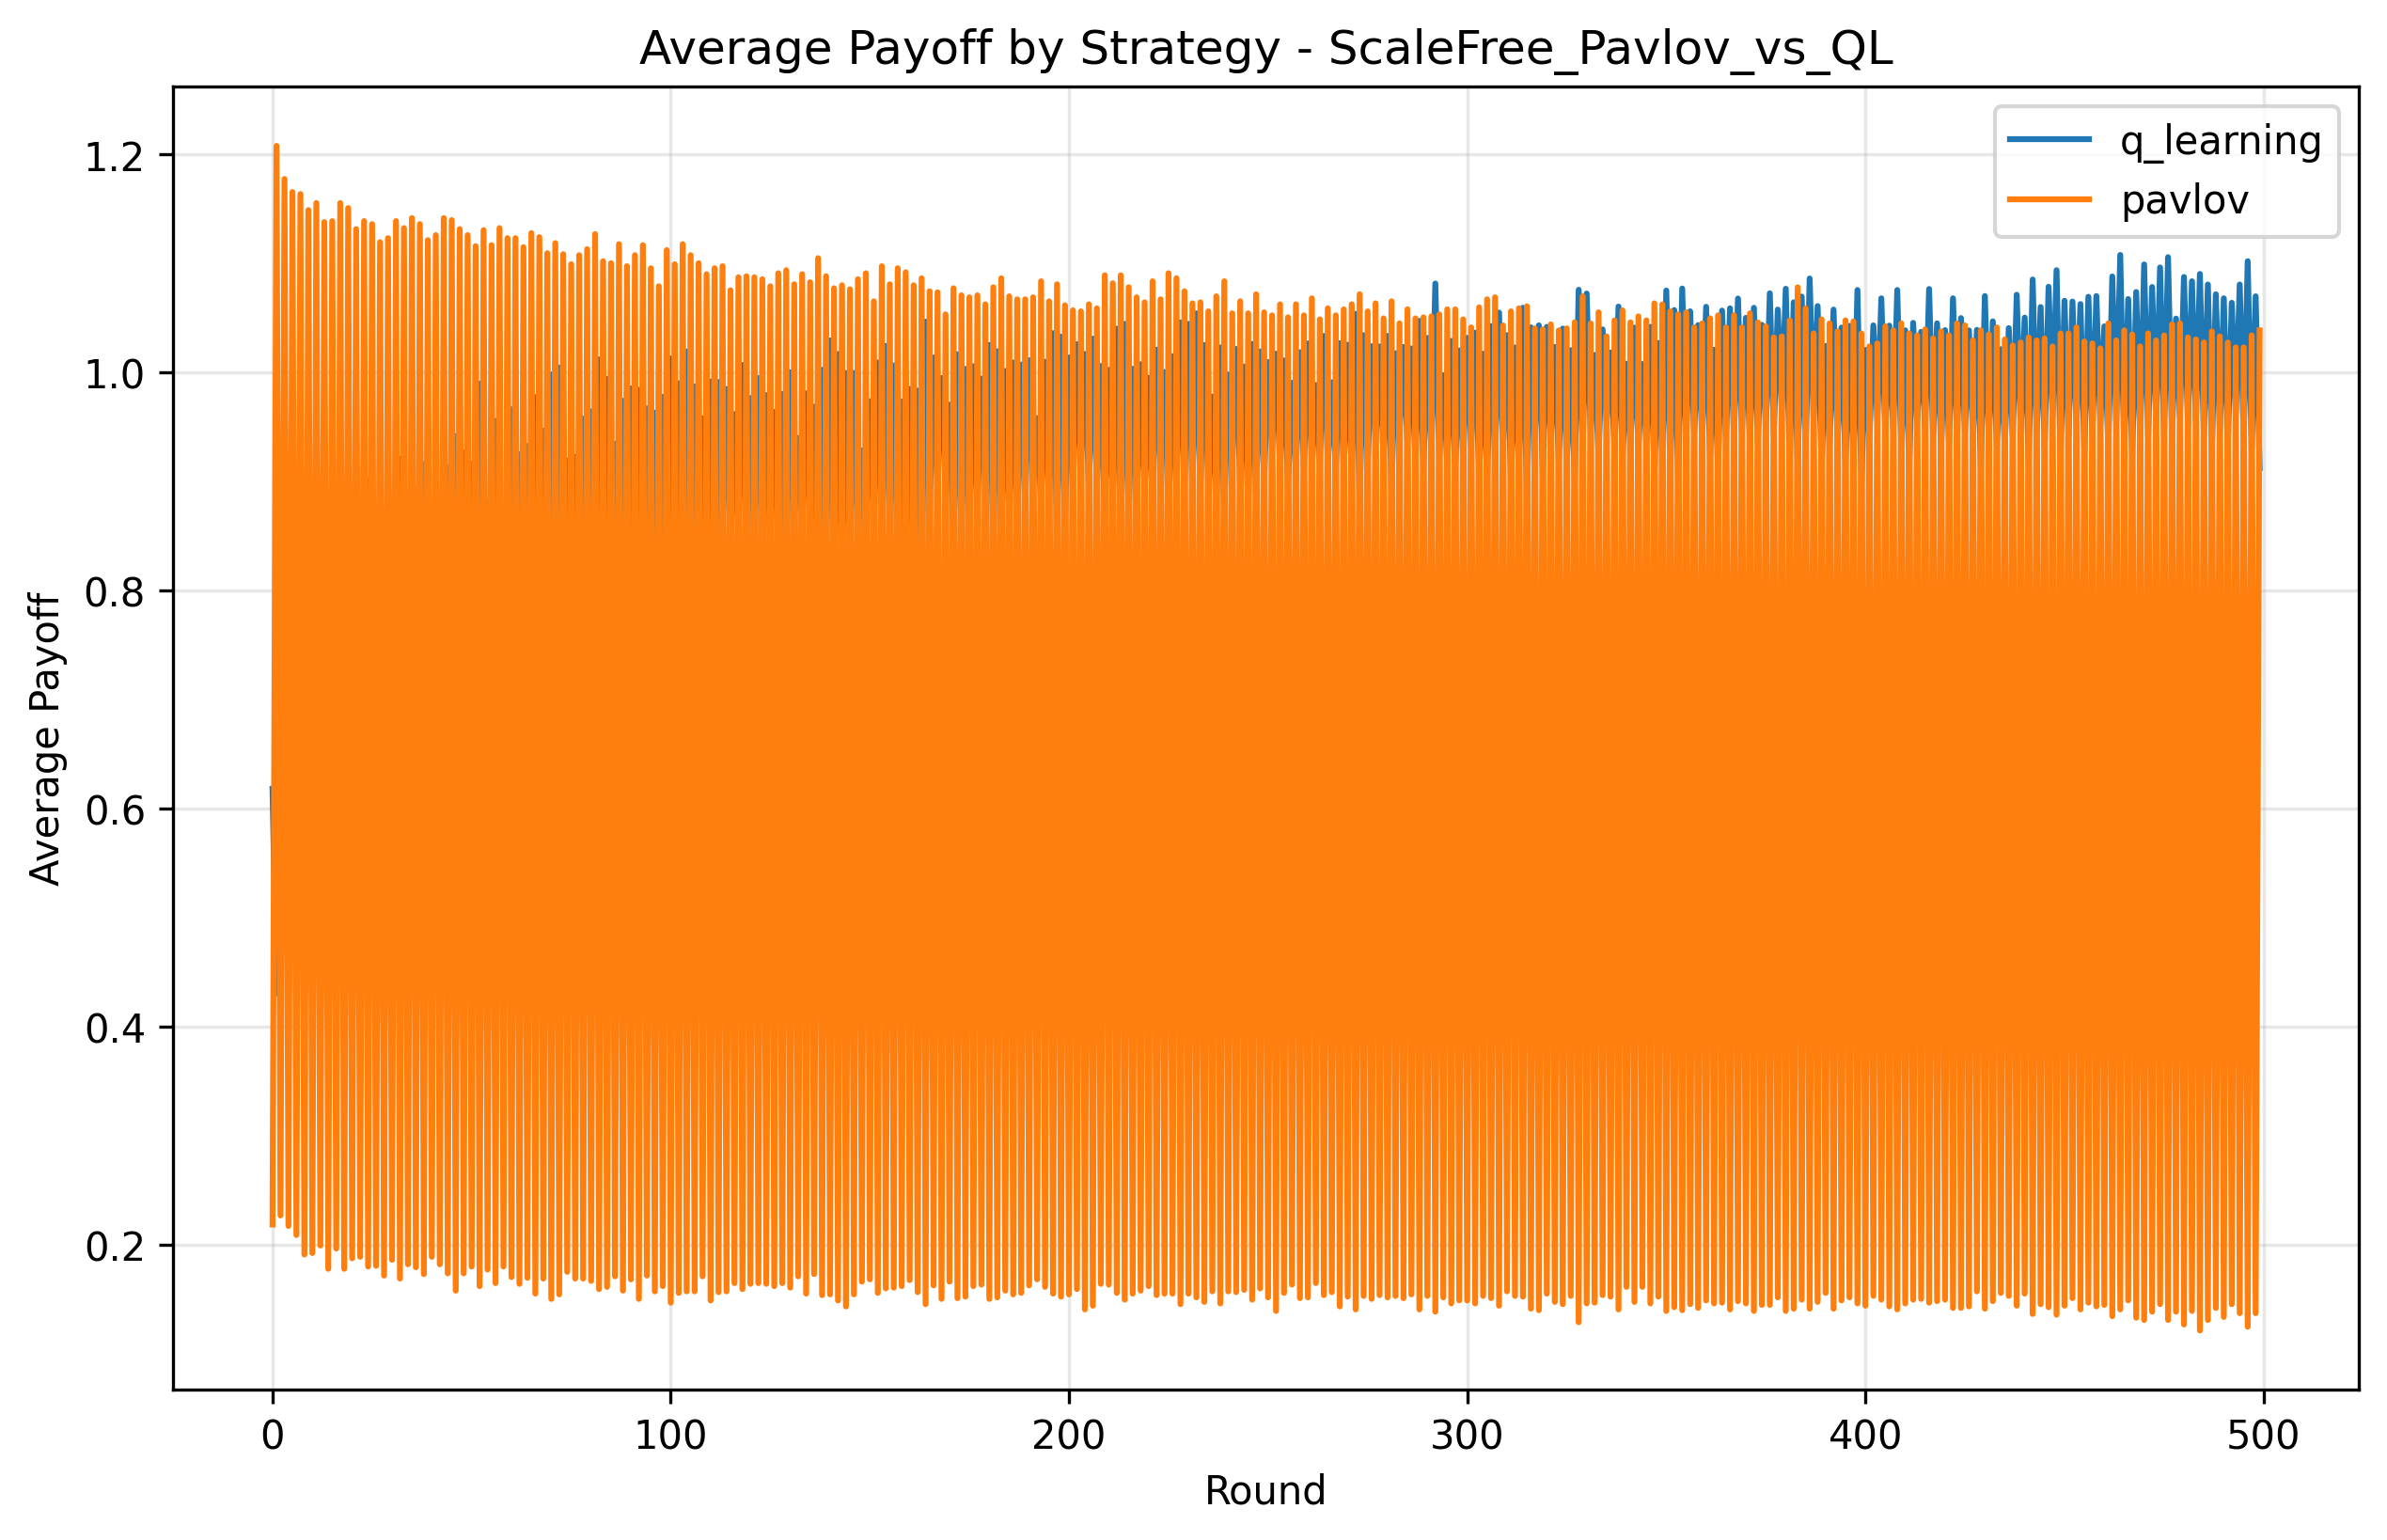 Average Payoff by Strategy - ScaleFree_Pavlov_vs_QL
q_learning
pavlov
Average Payoff
1.2
1.0
0.8
0.6
0.4
0.2
0 100 200 300 400 500
Round